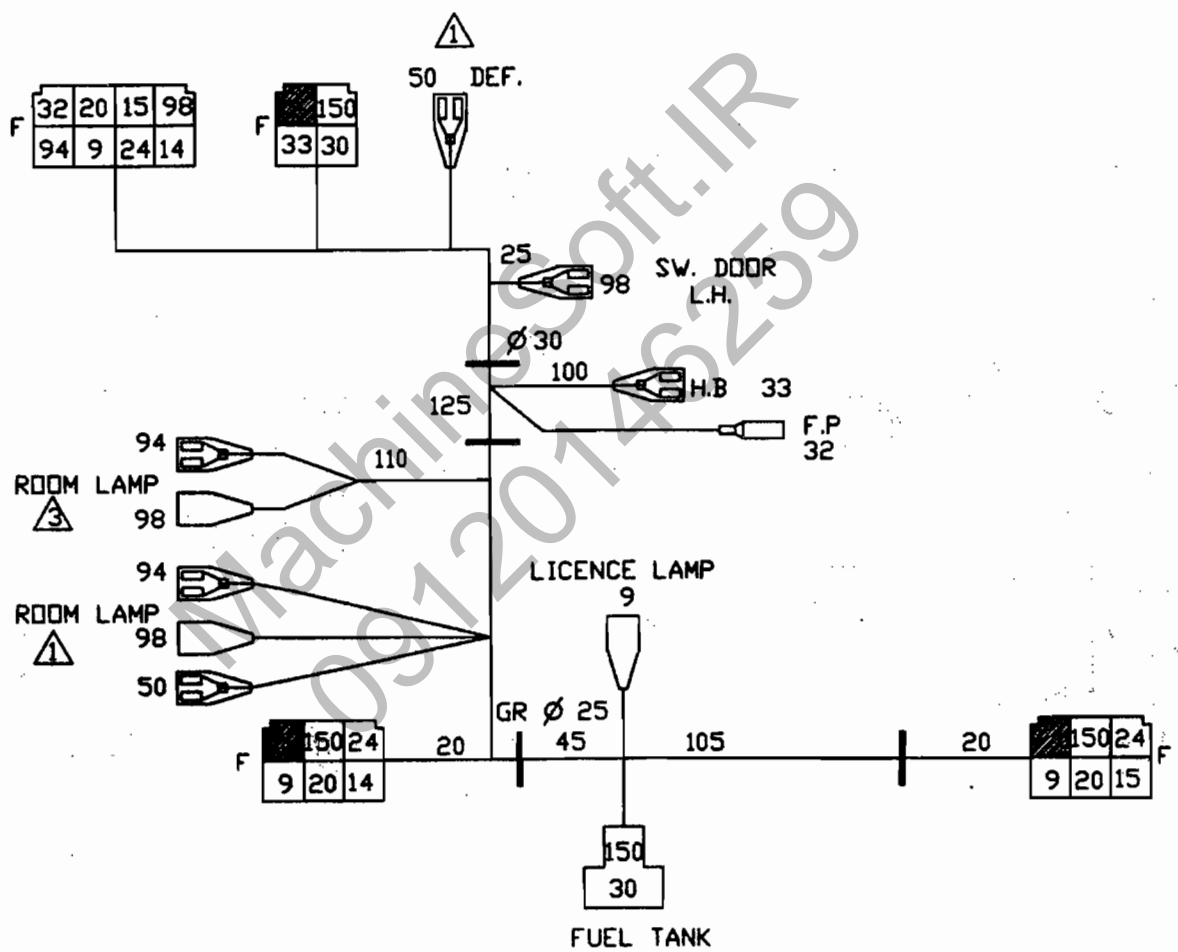 1
50 DEF.
F 32 20 15 98
94 9 24 14
F 150
33 30
25
98 SW. DOOR
L.H.
Ø 30
100
H.B 33
125
F.P
32
94
110
ROOM LAMP
3
98
94
ROOM LAMP
1
98
50
LICENCE LAMP
9
GR Ø 25
F 150 24
9 20 14
20
45
105
20
150 24 F
9 20 15
150
30
FUEL TANK
MachineSoft.IR
09120146259